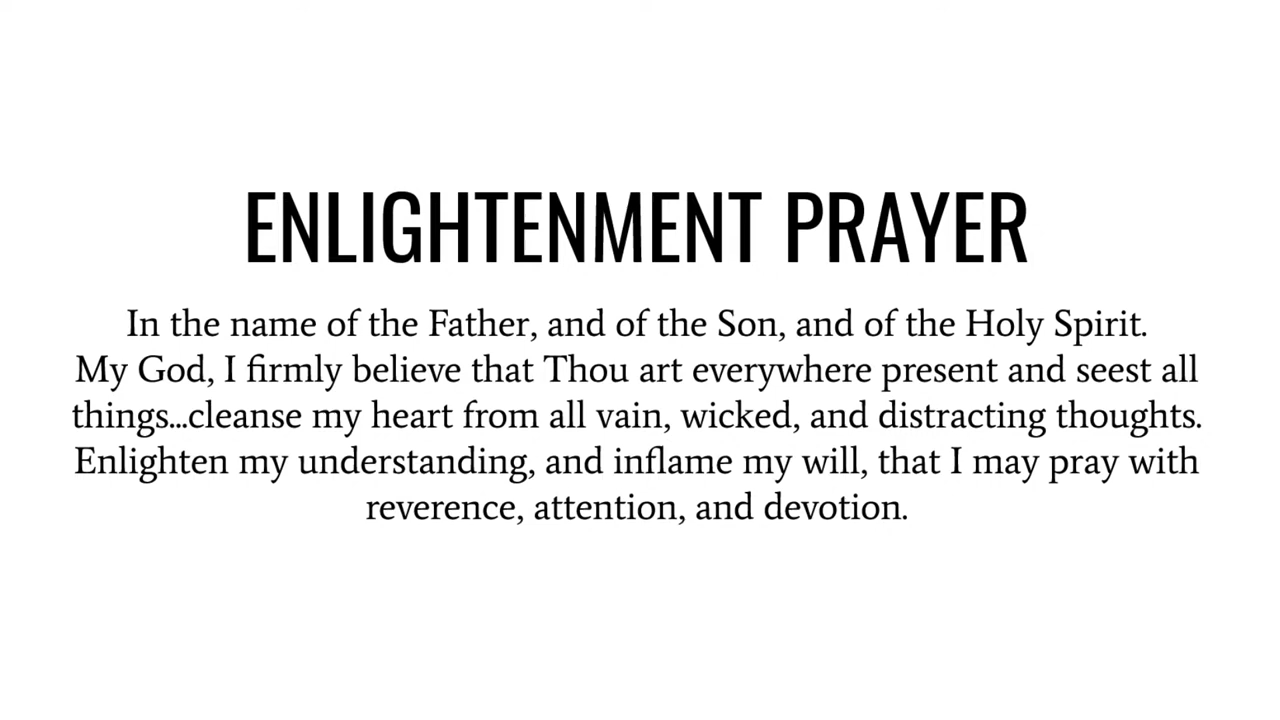 ENLIGHTENMENT PRAYER
In the name of the Father, and of the Son, and of the Holy Spirit.
My God, I firmly believe that Thou art everywhere present and seest all
things...cleanse my heart from all vain, wicked, and distracting thoughts.
Enlighten my understanding, and inflame my will, that I may pray with
reverence, attention, and devotion.